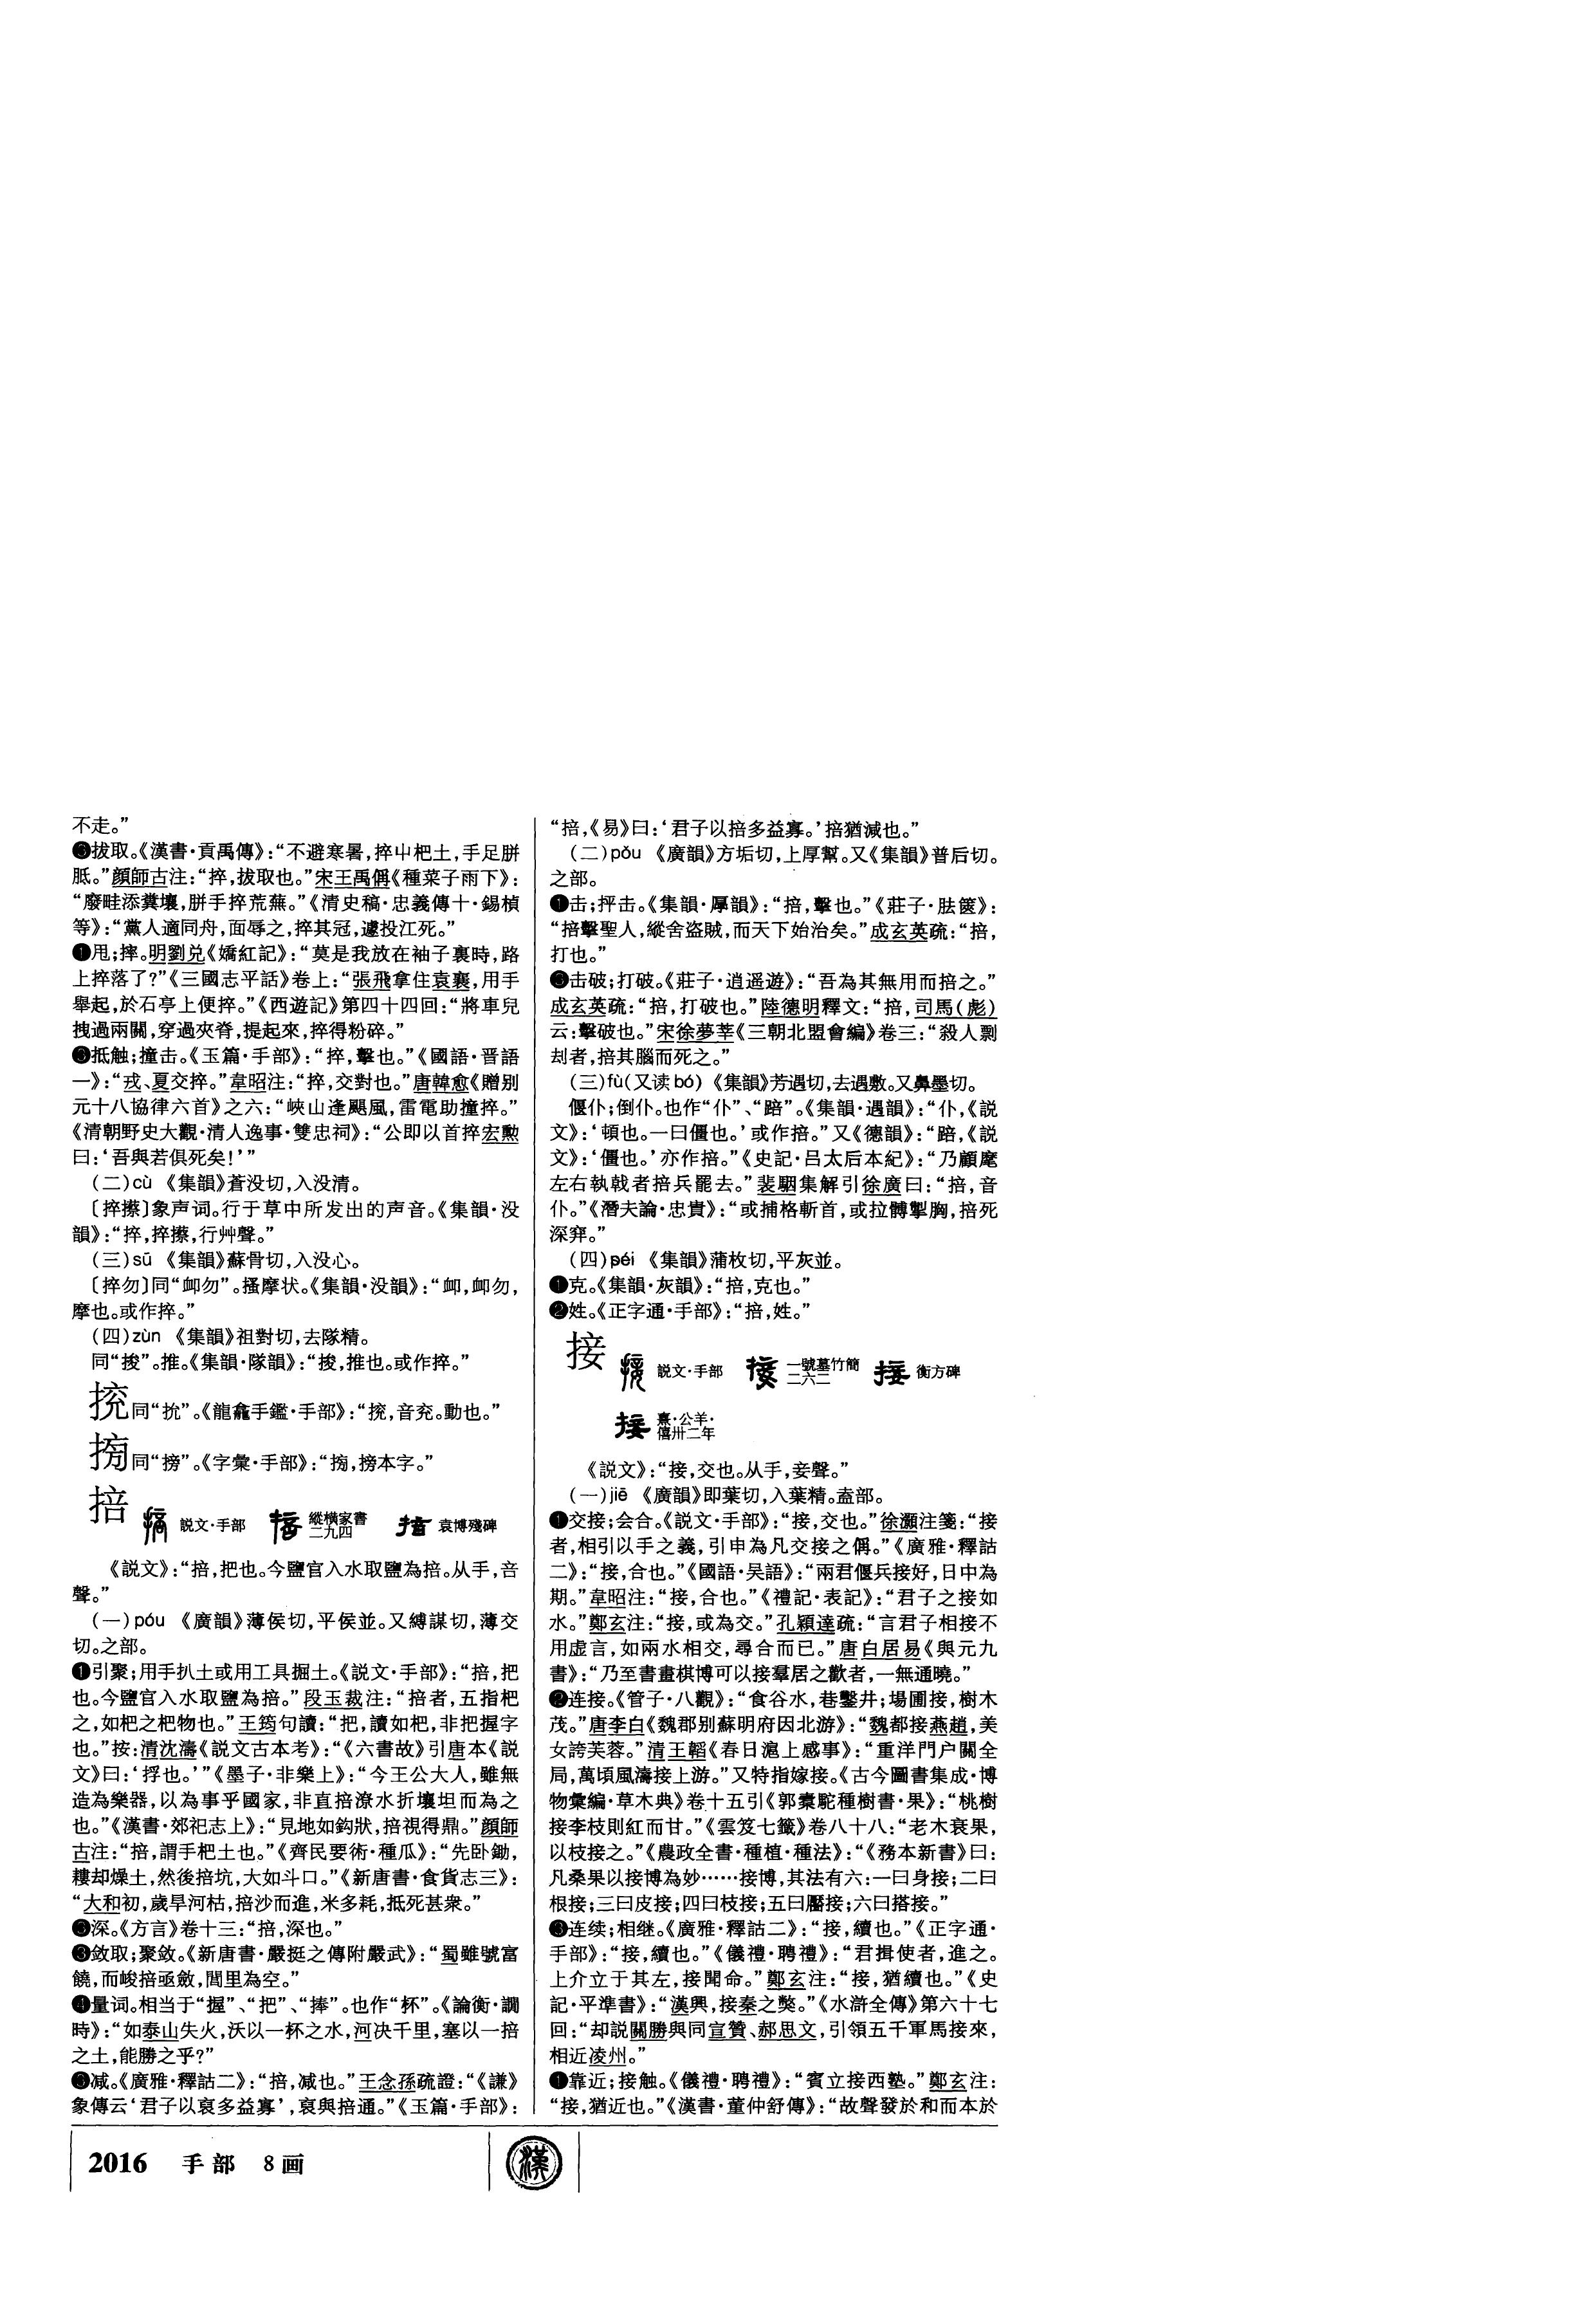 不走。”
❸拔取。《漢書·貢禹傳》：“不避寒暑，捽屮杷土，手足胼
胝。”顔師古注：“捽，拔取也。”宋王禹偁《種菜子雨下》：
“廢畦添糞壤，胼手捽荒蕪。”《清史稿·忠義傳十·錫楨
等》：“黨人適同舟，面辱之，捽其冠，遽投江死。”
甩；摔。明劉兑《嬌紅記》：“莫是我放在袖子裏時，路
上捽落了？”《三國志平話》卷上：“張飛拿住袁襄，用手
舉起，於石亭上便捽。”《西遊記》第四十四回：“將車兒
拽過兩關，穿過夾脊，提起來，捽得粉碎。”
抵触；撞击。《玉篇·手部》：“捽，擊也。”《國語·晋語
一》：“戎、夏交捽。”韋昭注：“捽，交對也。”唐韓愈《贈别
元十八協律六首》之六：“峽山逢颶風，雷電助撞捽。”
《清朝野史大觀·清人逸事·雙忠祠》：“公即以首捽宏勳
曰：‘吾與若俱死矣！’”
（二）cù 《集韻》蒼没切，入没清。
〔捽攃〕象声词。行于草中所发出的声音。《集韻·没
韻》：“捽，捽攃，行艸聲。”
（三）sū 《集韻》蘇骨切，入没心。
〔捽勿〕同“卹勿”。搔摩状。《集韻·没韻》：“卹，卹勿，
摩也。或作捽。”
（四）zùn 《集韻》祖對切，去隊精。
同“捘”。推。《集韻·隊韻》：“捘，推也。或作捽。”
㧡同“抭”。《龍龕手鑑·手部》：“，音兖。動也。”
同“搒”。《字彙·手部》：“，搒本字。”
掊 説文·手部 縱横家書二九四 袁博殘碑
《説文》：“掊，把也。今鹽官入水取鹽為掊。从手，咅
聲。”
（一）póu 《廣韻》薄侯切，平侯並。又縛謀切，薄交
切。之部。
❶引聚；用手扒土或用工具掘土。《説文·手部》：“掊，把
也。今鹽官入水取鹽為掊。”段玉裁注：“掊者，五指杷
之，如杷之杷物也。”王筠句讀：“把，讀如杷，非把握字
也。”按：清沈濤《説文古本考》：“《六書故》引唐本《説
文》曰：‘捊也。’”《墨子·非樂上》：“今王公大人，雖無
造為樂器，以為事乎國家，非直掊潦水折壤坦而為之
也。”《漢書·郊祀志上》：“見地如鈎狀，掊視得鼎。”顔師
古注：“掊，謂手杷土也。”《齊民要術·種瓜》：“先卧鋤，
耬却燥土，然後掊坑，大如斗口。”《新唐書·食貨志三》：
“大和初，歲旱河枯，掊沙而進，米多耗，抵死甚衆。”
❷深。《方言》卷十三：“掊，深也。”
❸敛取；聚敛。《新唐書·嚴挺之傳附嚴武》：“蜀雖號富
饒，而峻掊亟斂，閭里為空。”
❹量词。相当于“握”、“把”、“捧”。也作“杯”。《論衡·調
時》：“如泰山失火，沃以一杯之水，河决千里，塞以一掊
之土，能勝之乎？”
❺减。《廣雅·釋詁二》：“掊，减也。”王念孫疏證：“《謙》
象傳云‘君子以裒多益寡’，裒與掊通。”《玉篇·手部》：
“掊，《易》曰：‘君子以掊多益寡。’掊猶減也。”
（二）pǒu 《廣韻》方垢切，上厚幫。又《集韻》普后切。
之部。
❶击；抨击。《集韻·厚韻》：“掊，擊也。”《莊子·胠篋》：
“掊擊聖人，縱舍盗賊，而天下始治矣。”成玄英疏：“掊，
打也。”
❷击破；打破。《莊子·逍遥遊》：“吾為其無用而掊之。”
成玄英疏：“掊，打破也。”陸德明釋文：“掊，司馬（彪）
云：擊破也。”宋徐夢莘《三朝北盟會編》卷三：“殺人剽
刦者，掊其腦而死之。”
（三）fù（又读bó） 《集韻》芳遇切，去遇敷。又鼻墨切。
偃仆；倒仆。也作“仆”、“踣”。《集韻·遇韻》：“仆，《説
文》：‘頓也。一曰僵也。’或作掊。”又《德韻》：“踣，《説
文》：‘僵也。’亦作掊。”《史記·吕太后本紀》：“乃顧麾
左右執戟者掊兵罷去。”裴駰集解引徐廣曰：“掊，音
仆。”《潛夫論·忠貴》：“或捕格斬首，或拉髆掣胸，掊死
深穽。”
（四）péi 《集韻》蒲枚切，平灰並。
❶克。《集韻·灰韻》：“掊，克也。”
❷姓。《正字通·手部》：“掊，姓。”
接 説文·手部 一號墓竹簡二六二 衡方碑
熹·公羊·僖卅二年
《説文》：“接，交也。从手，妾聲。”
（一）jiē 《廣韻》即葉切，入葉精。盍部。
❶交接；会合。《説文·手部》：“接，交也。”徐灝注箋：“接
者，相引以手之義，引申為凡交接之偁。”《廣雅·釋詁
二》：“接，合也。”《國語·吴語》：“兩君偃兵接好，日中為
期。”韋昭注：“接，合也。”《禮記·表記》：“君子之接如
水。”鄭玄注：“接，或為交。”孔穎達疏：“言君子相接不
用虚言，如兩水相交，尋合而已。”唐白居易《與元九
書》：“乃至書畫棋博可以接羣居之歡者，一無通曉。”
❷连接。《管子·八觀》：“食谷水，巷鑿井；場圃接，樹木
茂。”唐李白《魏郡别蘇明府因北游》：“魏都接燕趙，美
女誇芙蓉。”清王韜《春日滬上感事》：“重洋門户關全
局，萬頃風濤接上游。”又特指嫁接。《古今圖書集成·博
物彙編·草木典》卷十五引《郭橐駝種樹書·果》：“桃樹
接李枝則紅而甘。”《雲笈七籤》卷八十八：“老木衰果，
以枝接之。”《農政全書·種植·種法》：“《務本新書》曰：
凡桑果以接博為妙……接博，其法有六：一曰身接；二曰
根接；三曰皮接；四曰枝接；五曰靨接；六曰搭接。”
❸连续；相继。《廣雅·釋詁二》：“接，續也。”《正字通·
手部》：“接，續也。”《儀禮·聘禮》：“君揖使者，進之。
上介立于其左，接聞命。”鄭玄注：“接，猶續也。”《史
記·平準書》：“漢興，接秦之獘。”《水滸全傳》第六十七
回：“却説關勝與同宣贊、郝思文，引領五千軍馬接來，
相近凌州。”
❹靠近；接触。《儀禮·聘禮》：“賓立接西塾。”鄭玄注：
“接，猶近也。”《漢書·董仲舒傳》：“故聲發於和而本於
2016 手部 8画
漢